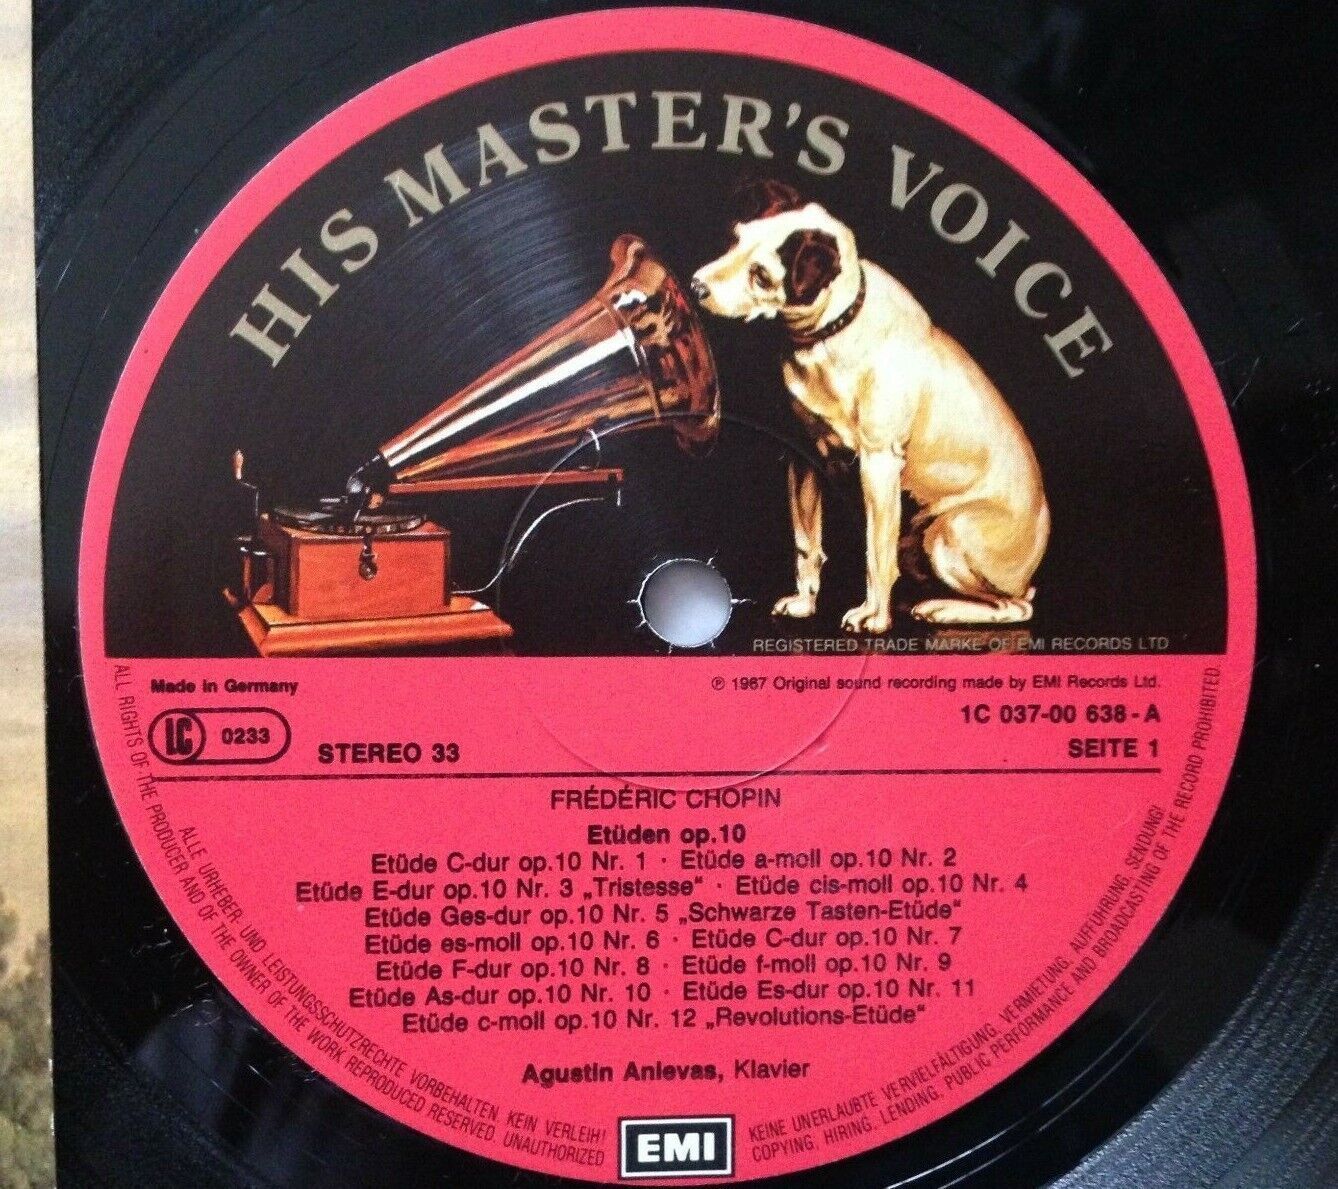 HIS MASTER'S VOICE
REGISTERED TRADE MARKE OF EMI RECORDS LTD
Made in Germany
℗ 1967 Original sound recording made by EMI Records Ltd.
LC 0233
STEREO 33
1C 037-00 638-A
SEITE 1
FRÉDÉRIC CHOPIN
Etüden op.10
Etüde C-dur op.10 Nr. 1 · Etüde a-moll op.10 Nr. 2
Etüde E-dur op.10 Nr. 3 „Tristesse“ · Etüde cis-moll op.10 Nr. 4
Etüde Ges-dur op.10 Nr. 5 „Schwarze Tasten-Etüde“
Etüde es-moll op.10 Nr. 6 · Etüde C-dur op.10 Nr. 7
Etüde F-dur op.10 Nr. 8 · Etüde f-moll op.10 Nr. 9
Etüde As-dur op.10 Nr. 10 · Etüde Es-dur op.10 Nr. 11
Etüde c-moll op.10 Nr. 12 „Revolutions-Etüde“
Agustin Anievas, Klavier
ALLE URHEBER- UND LEISTUNGSSCHUTZRECHTE VORBEHALTEN. KEIN VERLEIH! KEINE UNERLAUBTE VERVIELFÄLTIGUNG, VERMIETUNG, AUFFÜHRUNG, SENDUNG!
ALL RIGHTS OF THE PRODUCER AND OF THE OWNER OF THE WORK REPRODUCED RESERVED. UNAUTHORIZED COPYING, HIRING, LENDING, PUBLIC PERFORMANCE AND BROADCASTING OF THE RECORD PROHIBITED.
EMI